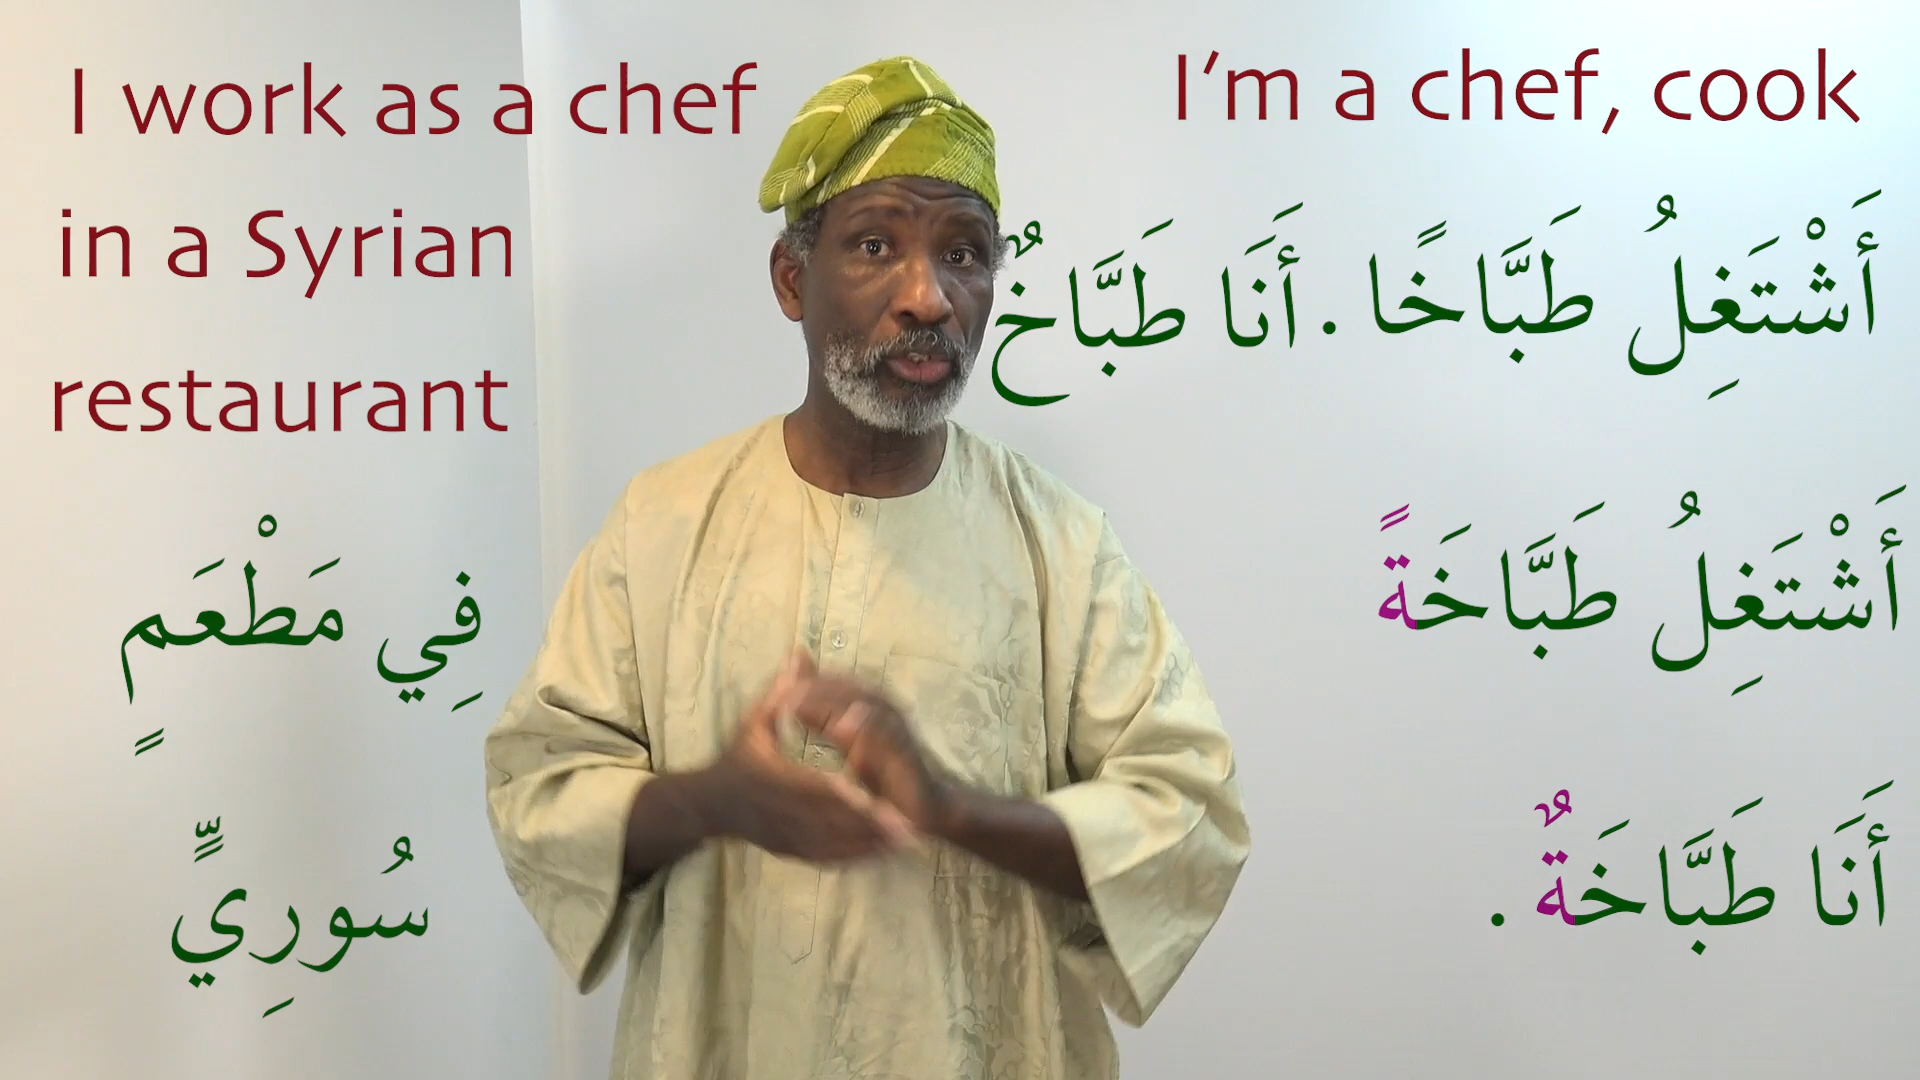 I work as a chef
in a Syrian
restaurant
فِي مَطْعَمٍ
سُورِيٍّ
I'm a chef, cook
أَشْتَغِلُ طَبَّاخًا . أَنَا طَبَّاخٌ
أَشْتَغِلُ طَبَّاخَةً
أَنَا طَبَّاخَةٌ .